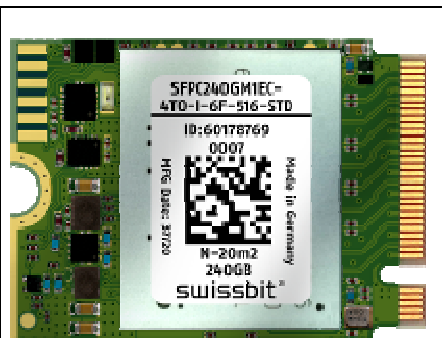 SFPC240GM1EC=
4TO-I-6F-516-STD
ID:60178769
0007
MFG Date: 37/20
Made in Germany
N-20m2
240GB
swissbit